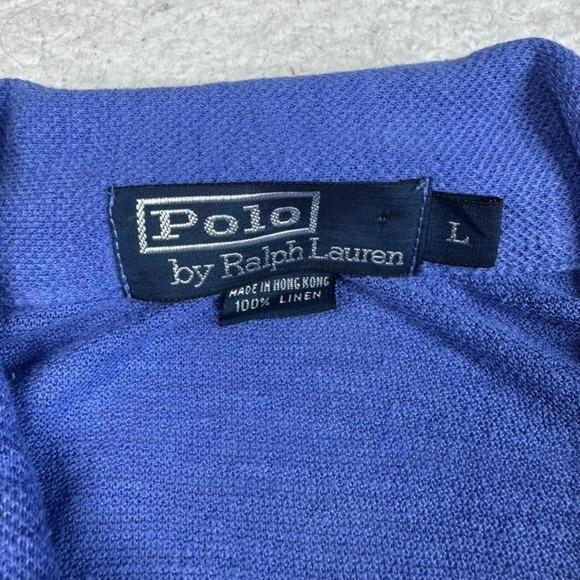 Polo
by Ralph Lauren
L
MADE IN HONG KONG
100% LINEN